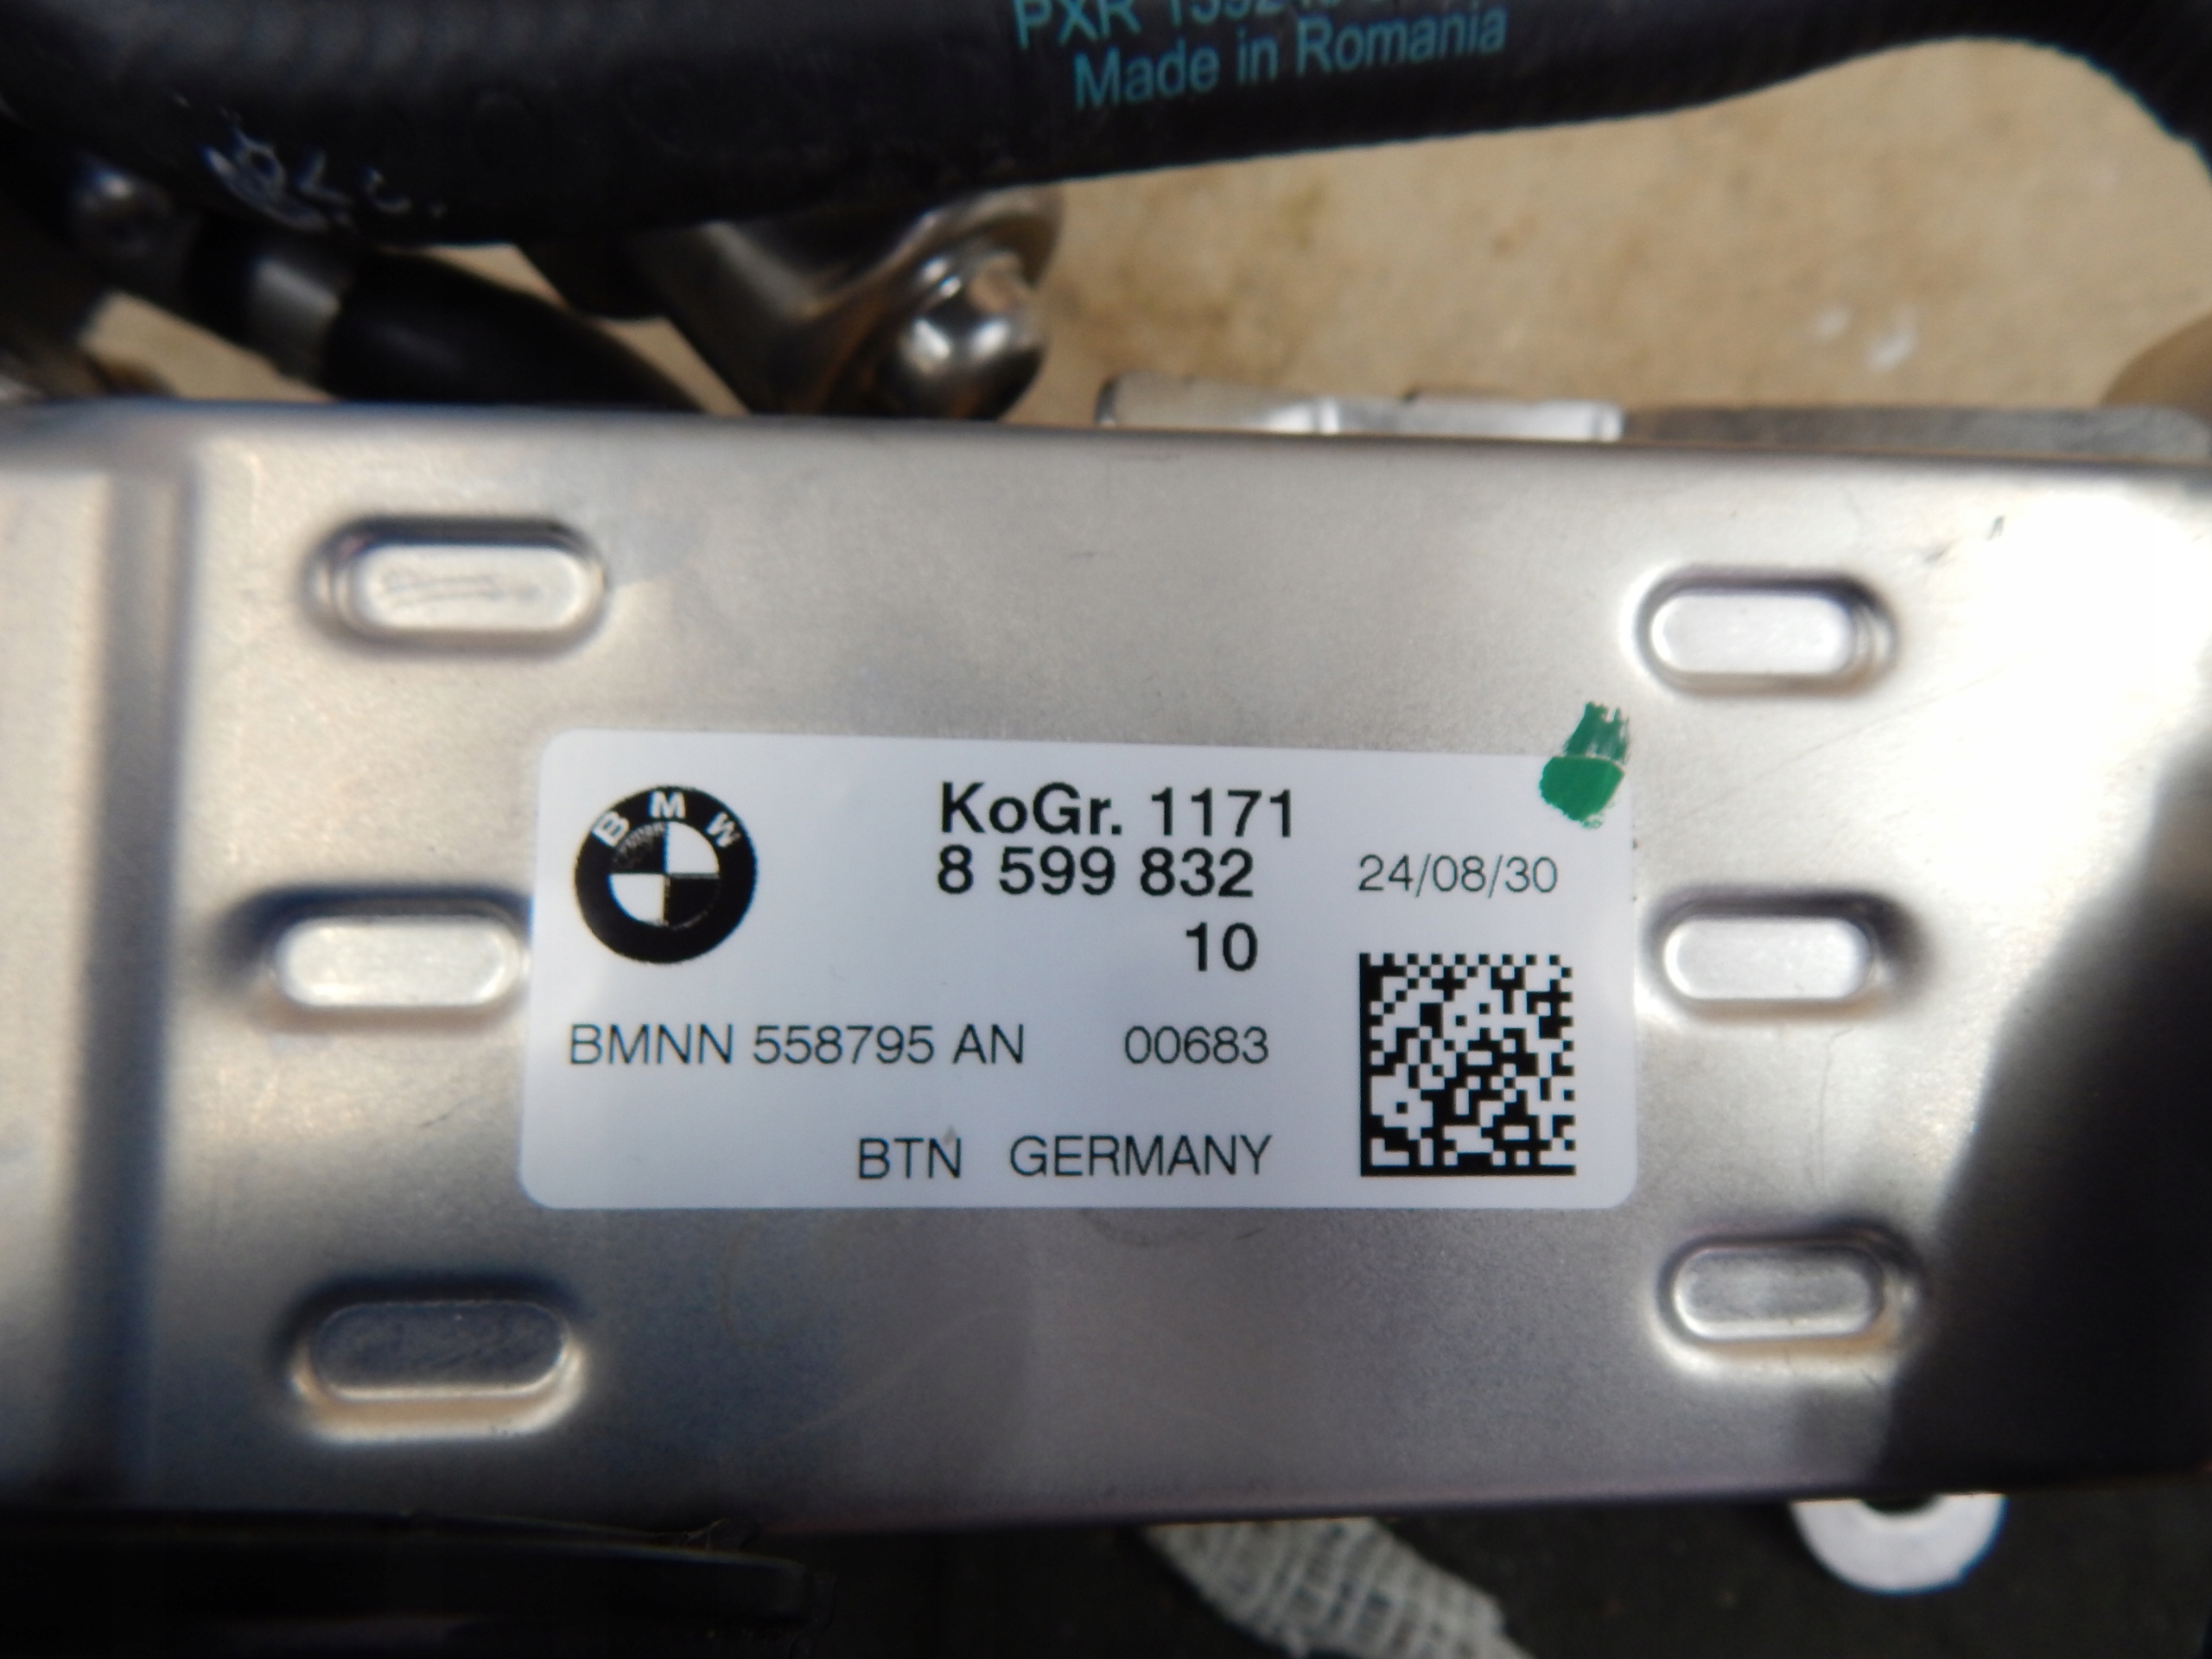 PXR
Made in Romania
BMW
KoGr. 1171
8 599 832
24/08/30
10
BMNN 558795 AN 00683
BTN GERMANY